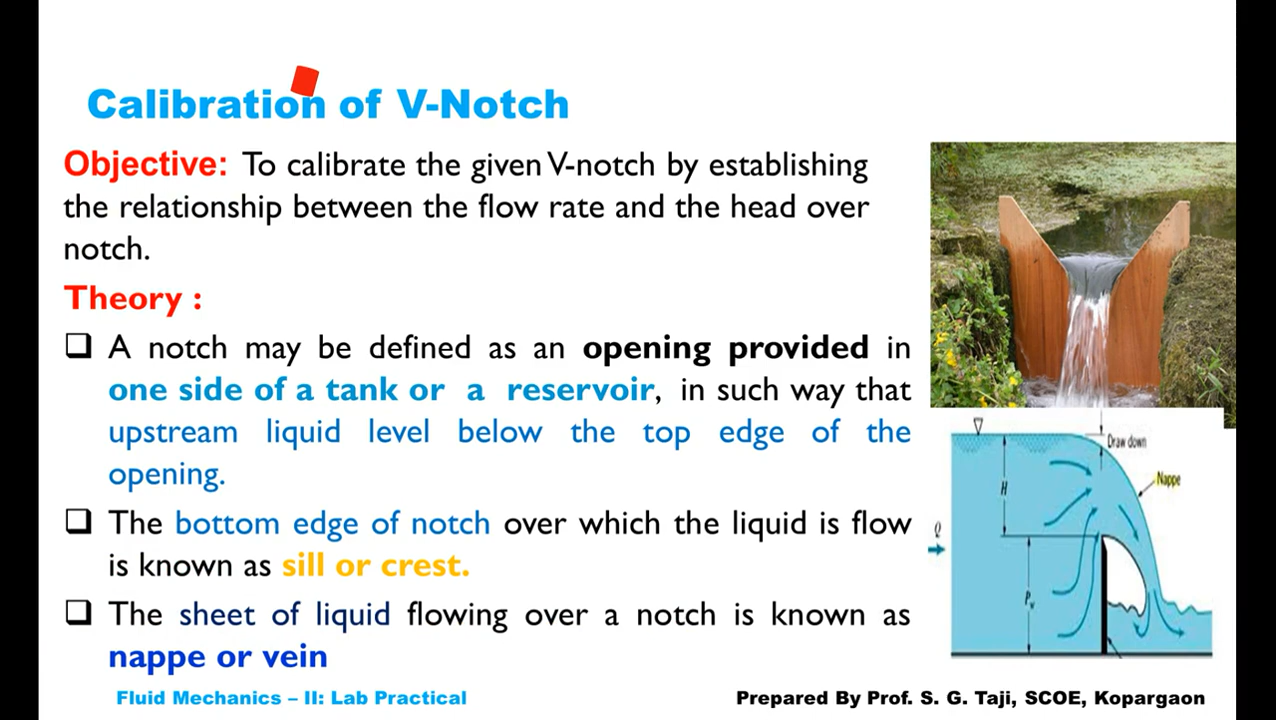 Calibration of V-Notch
Objective: To calibrate the given V-notch by establishing
the relationship between the flow rate and the head over
notch.
Theory :
❑ A notch may be defined as an opening provided in
one side of a tank or a reservoir, in such way that
upstream liquid level below the top edge of the
opening.
❑ The bottom edge of notch over which the liquid is flow
is known as sill or crest.
❑ The sheet of liquid flowing over a notch is known as
nappe or vein
Draw down
Nappe
H
Q
Pw
Fluid Mechanics – II: Lab Practical
Prepared By Prof. S. G. Taji, SCOE, Kopargaon